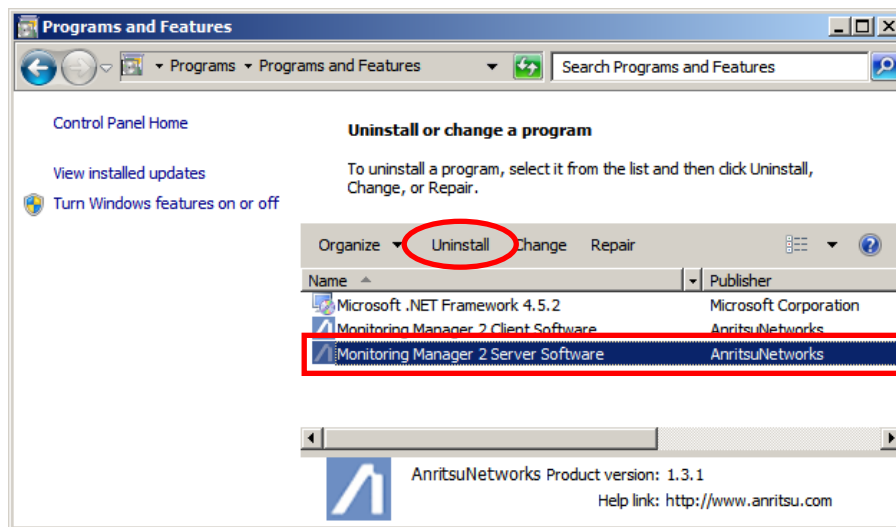 Programs and Features
Programs Programs and Features Search Programs and Features
Control Panel Home
Uninstall or change a program
View installed updates
To uninstall a program, select it from the list and then click Uninstall,
Change, or Repair.
Turn Windows features on or off
Organize Uninstall Change Repair
Name Publisher
Microsoft .NET Framework 4.5.2 Microsoft Corporation
Monitoring Manager 2 Client Software AnritsuNetworks
Monitoring Manager 2 Server Software AnritsuNetworks
AnritsuNetworks Product version: 1.3.1
Help link: http://www.anritsu.com